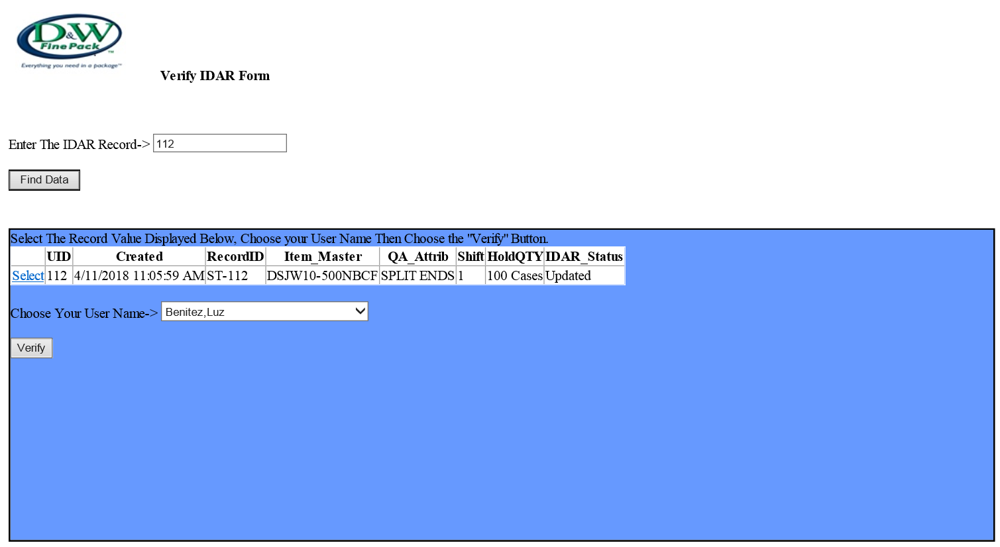 D&W
Fine Pack™
Everything you need in a package™
Verify IDAR Form
Enter The IDAR Record-> 112
Find Data
Select The Record Value Displayed Below, Choose your User Name Then Choose the "Verify" Button.
UID Created RecordID Item_Master QA_Attrib Shift HoldQTY IDAR_Status
Select 112 4/11/2018 11:05:59 AM ST-112 DSJW10-500NBCF SPLIT ENDS 1 100 Cases Updated
Choose Your User Name-> Benitez,Luz
Verify